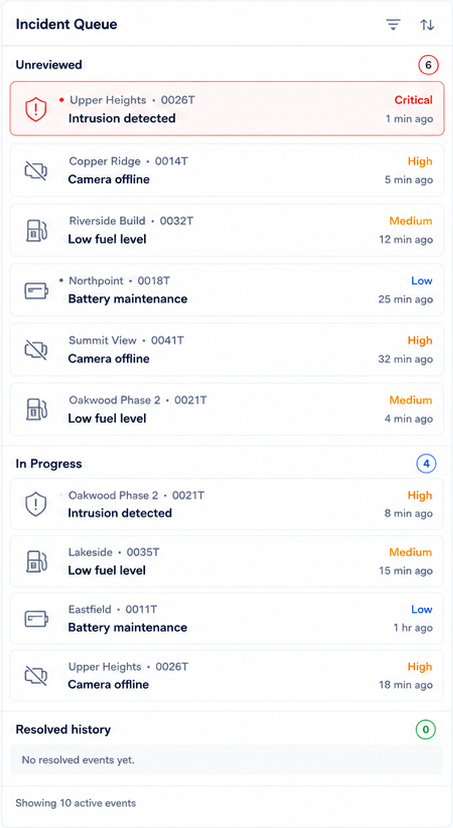 Incident Queue
Unreviewed 6
Upper Heights • 0026T Critical
Intrusion detected 1 min ago
Copper Ridge • 0014T High
Camera offline 5 min ago
Riverside Build • 0032T Medium
Low fuel level 12 min ago
Northpoint • 0018T Low
Battery maintenance 25 min ago
Summit View • 0041T High
Camera offline 32 min ago
Oakwood Phase 2 • 0021T Medium
Low fuel level 4 min ago
In Progress 4
Oakwood Phase 2 • 0021T High
Intrusion detected 8 min ago
Lakeside • 0035T Medium
Low fuel level 15 min ago
Eastfield • 0011T Low
Battery maintenance 1 hr ago
Upper Heights • 0026T High
Camera offline 18 min ago
Resolved history 0
No resolved events yet.
Showing 10 active events